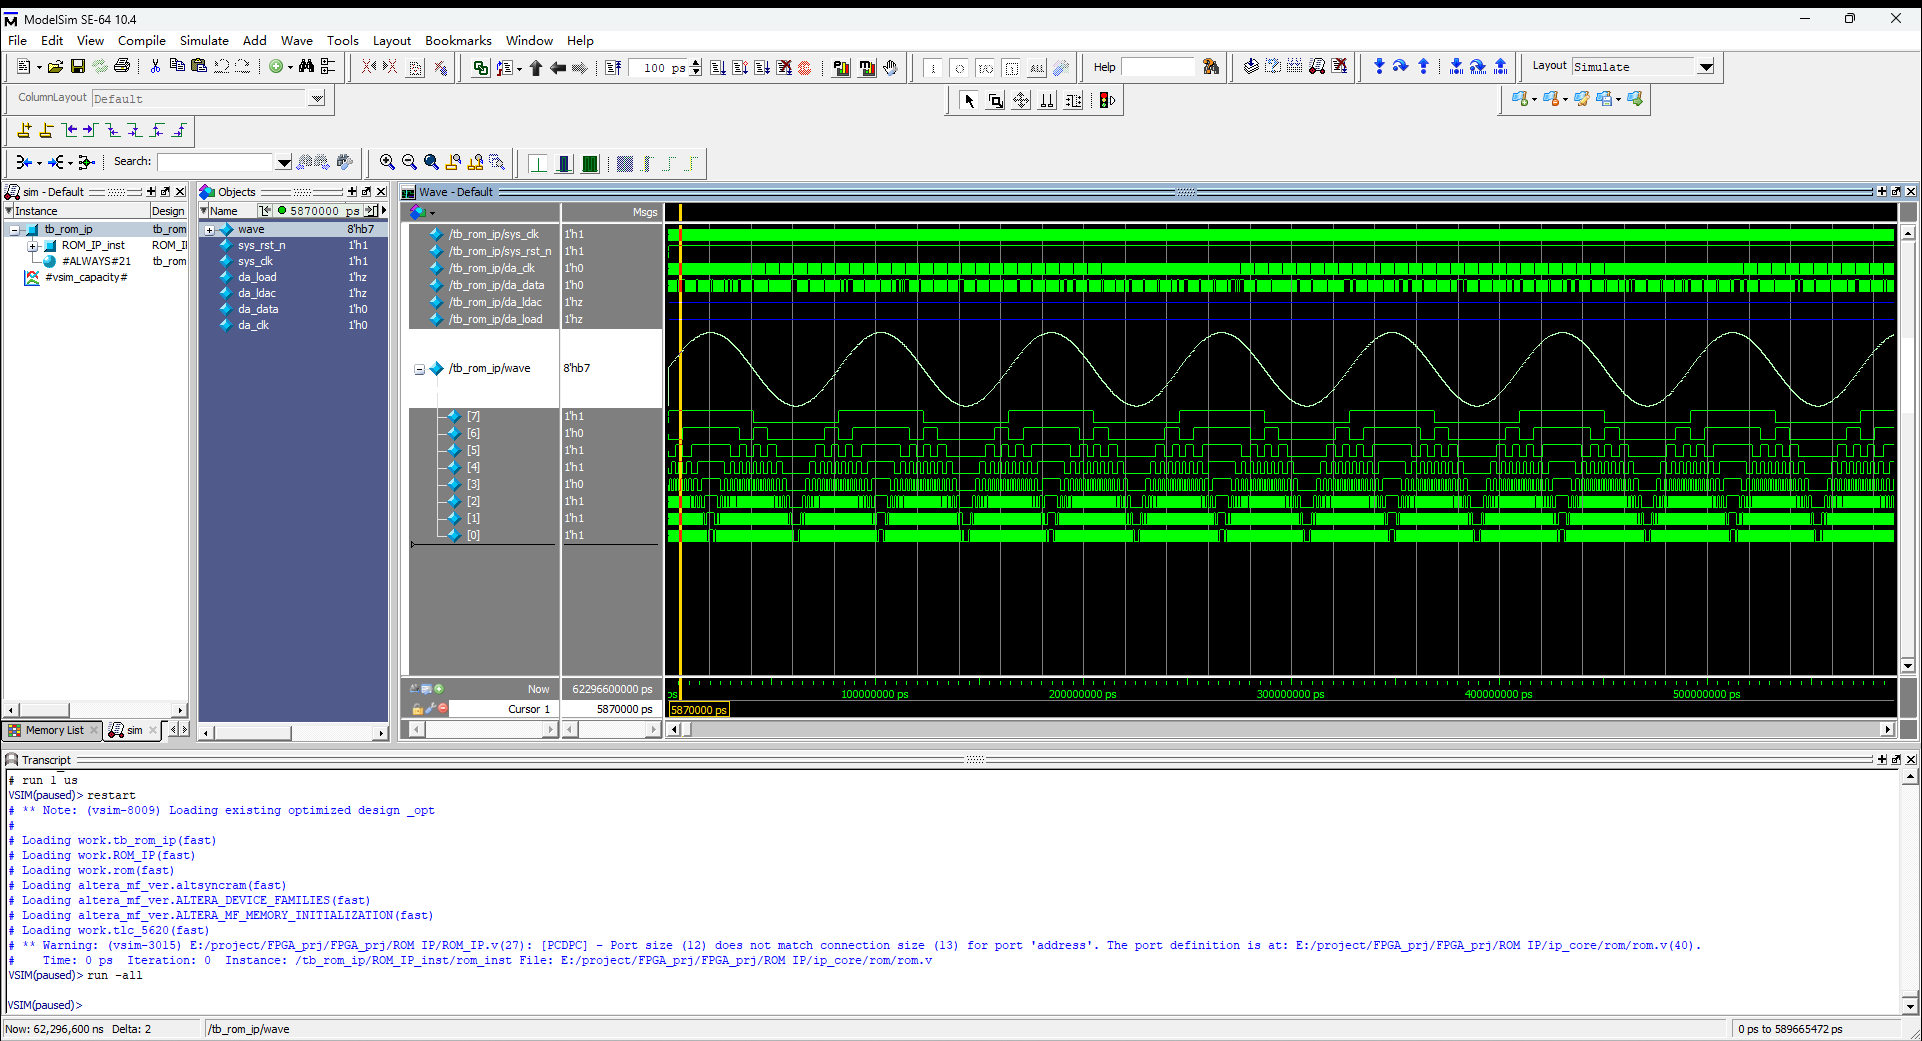 ModelSim SE-64 10.4
File Edit View Compile Simulate Add Wave Tools Layout Bookmarks Window Help
100 ps
Help
Layout Simulate
ColumnLayout Default
Search:
sim - Default
Objects
Wave - Default
Instance Design
Name 5870000 ps
Msgs
tb_rom_ip tb_rom
ROM_IP_inst ROM_II
#ALWAYS#21 tb_rom
#vsim_capacity#
wave 8'hb7
sys_rst_n 1'h1
sys_clk 1'h1
da_load 1'hz
da_ldac 1'hz
da_data 1'h0
da_clk 1'h0
/tb_rom_ip/sys_clk 1'h1
/tb_rom_ip/sys_rst_n 1'h1
/tb_rom_ip/da_clk 1'h0
/tb_rom_ip/da_data 1'h0
/tb_rom_ip/da_ldac 1'hz
/tb_rom_ip/da_load 1'hz
/tb_rom_ip/wave 8'hb7
[7] 1'h1
[6] 1'h0
[5] 1'h1
[4] 1'h1
[3] 1'h0
[2] 1'h1
[1] 1'h1
[0] 1'h1
Now 62296600000 ps
ps 100000000 ps 200000000 ps 300000000 ps 400000000 ps 500000000 ps
Cursor 1 5870000 ps
5870000 ps
Memory List sim
Transcript
# run 1 us
VSIM(paused)> restart
# ** Note: (vsim-8009) Loading existing optimized design _opt
#
# Loading work.tb_rom_ip(fast)
# Loading work.ROM_IP(fast)
# Loading work.rom(fast)
# Loading altera_mf_ver.altsyncram(fast)
# Loading altera_mf_ver.ALTERA_DEVICE_FAMILIES(fast)
# Loading altera_mf_ver.ALTERA_MF_MEMORY_INITIALIZATION(fast)
# Loading work.tlc_5620(fast)
# ** Warning: (vsim-3015) E:/project/FPGA_prj/FPGA_prj/ROM IP/ROM_IP.v(27): [PCDPC] - Port size (12) does not match connection size (13) for port 'address'. The port definition is at: E:/project/FPGA_prj/FPGA_prj/ROM IP/ip_core/rom/rom.v(40).
# Time: 0 ps Iteration: 0 Instance: /tb_rom_ip/ROM_IP_inst/rom_inst File: E:/project/FPGA_prj/FPGA_prj/ROM IP/ip_core/rom/rom.v
VSIM(paused)> run -all
VSIM(paused)>
Now: 62,296,600 ns Delta: 2 /tb_rom_ip/wave 0 ps to 589665472 ps